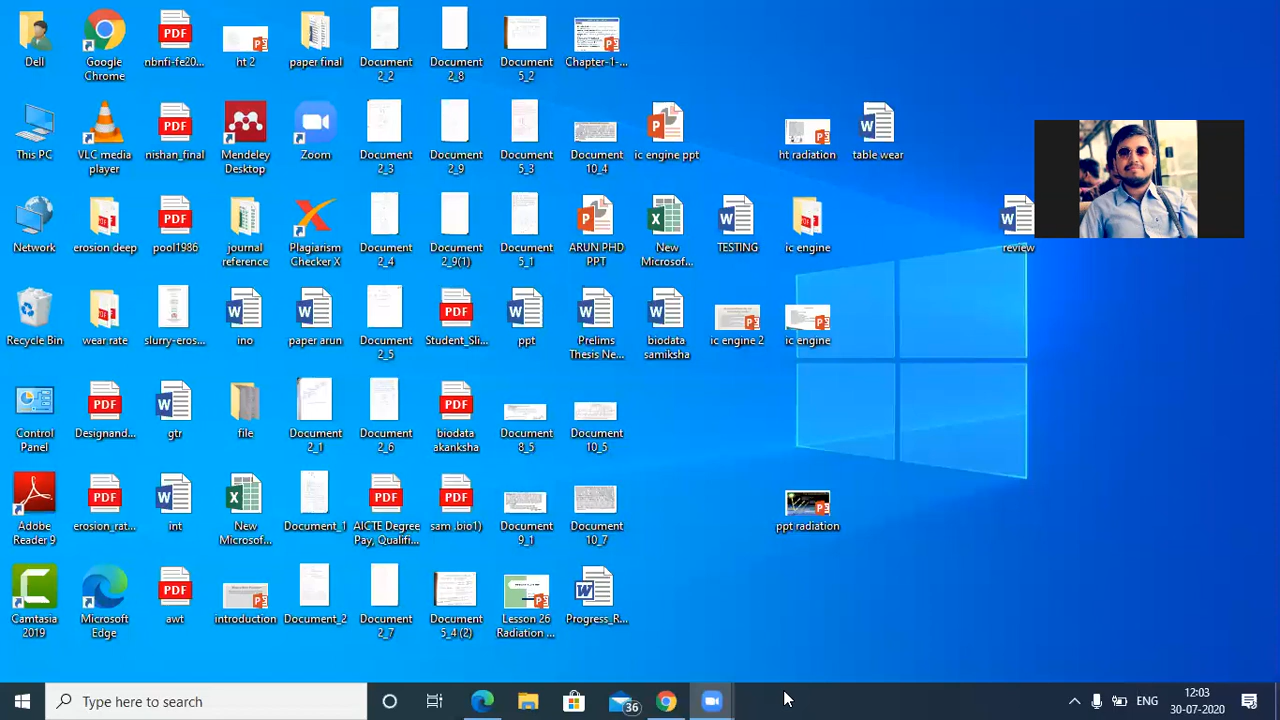 Dell
Google
Chrome
nbnfi-fe20...
ht 2
paper final
Document
2_2
Document
2_8
Document
5_2
Chapter-1-...
This PC
VLC media
player
nishan_final
Mendeley
Desktop
Zoom
Document
2_3
Document
2_9
Document
5_3
Document
10_4
ic engine ppt
ht radiation
table wear
Network
erosion deep
pool1986
journal
reference
Plagiarism
Checker X
Document
2_4
Document
2_9(1)
Document
5_1
ARUN PHD
PPT
New
Microsof...
TESTING
ic engine
review
Recycle Bin
wear rate
slurry-eros...
ino
paper arun
Document
2_5
Student_Sli...
ppt
Prelims
Thesis Ne...
biodata
samiksha
ic engine 2
ic engine
Control
Panel
Designand...
gtr
file
Document
2_1
Document
2_6
biodata
akanksha
Document
8_5
Document
10_5
Adobe
Reader 9
erosion_rat...
int
New
Microsof...
Document_1
AICTE Degree
Pay, Qualifi...
sam .bio1)
Document
9_1
Document
10_7
ppt radiation
Camtasia
2019
Microsoft
Edge
awt
introduction
Document_2
Document
2_7
Document
5_4 (2)
Lesson 26
Radiation ...
Progress_R...
Type here to search
36
ENG
12:03
30-07-2020